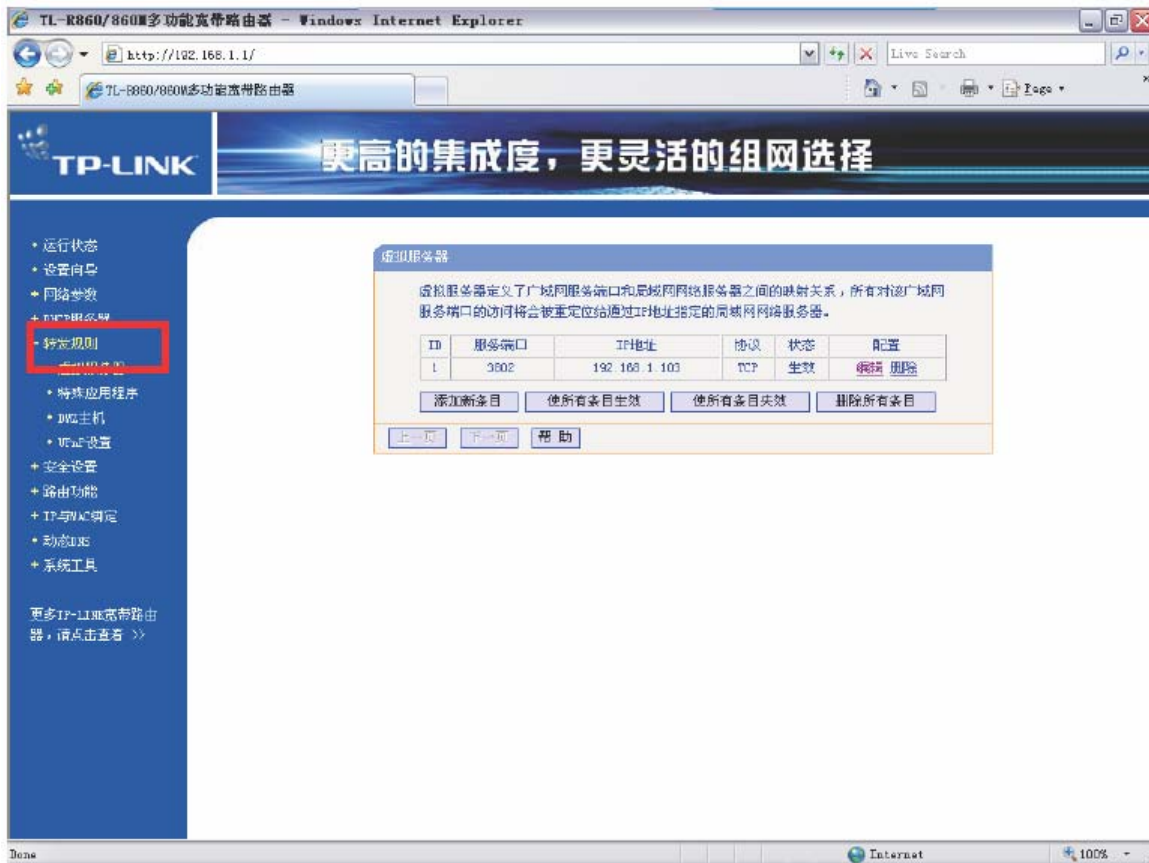 TL-R860/860M多功能宽带路由器 - Windows Internet Explorer
http://192.168.1.1/
Live Search
TL-R860/860M多功能宽带路由器
Page
TP-LINK
更高的集成度，更灵活的组网选择
• 运行状态
• 设置向导
+ 网络参数
+ DHCP服务器
- 转发规则
• 虚拟服务器
• 特殊应用程序
• DMZ主机
• UPnP设置
+ 安全设置
+ 路由功能
+ IP与MAC绑定
• 动态DNS
+ 系统工具
更多TP-LINK宽带路由
器，请点击查看 >>
虚拟服务器
虚拟服务器定义了广域网服务端口和局域网网络服务器之间的映射关系，所有对该广域网
服务端口的访问将会被重定位给通过IP地址指定的局域网网络服务器。
ID 服务端口 IP地址 协议 状态 配置
1 3802 192.168.1.103 TCP 生效 编辑 删除
添加新条目 使所有条目生效 使所有条目失效 删除所有条目
上一页 下一页 帮 助
Done
Internet
100%